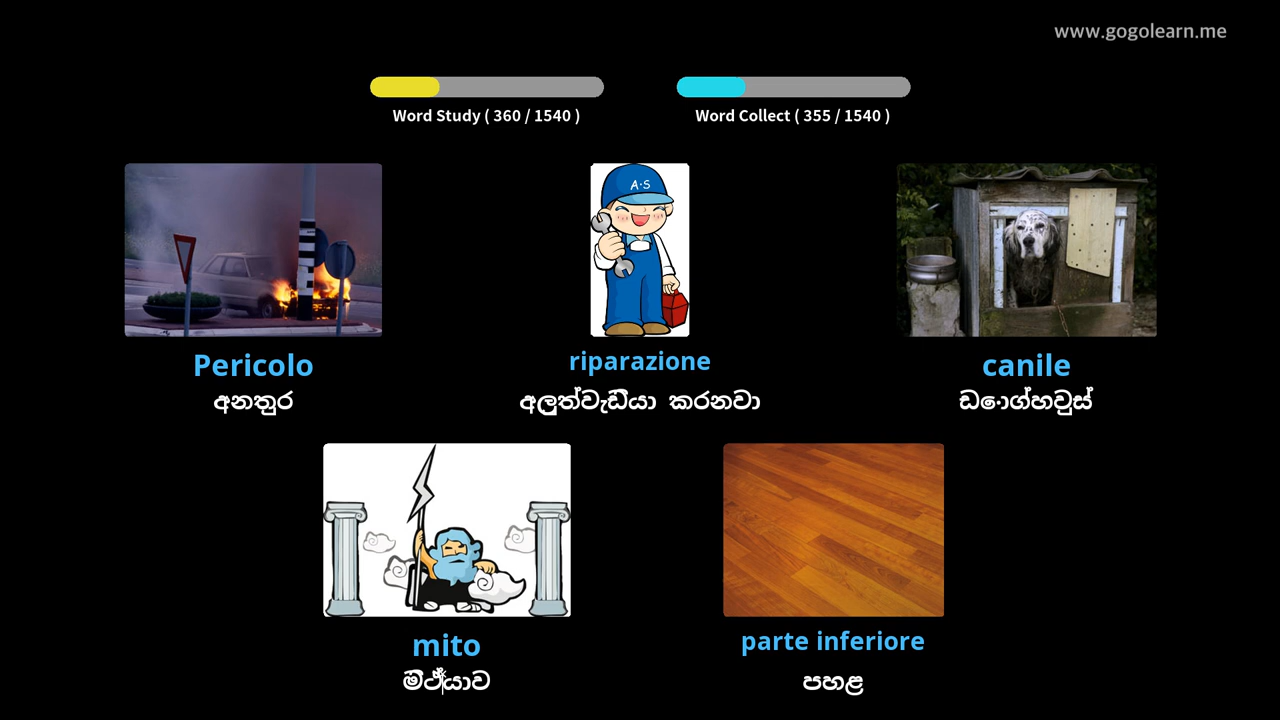 www.gogolearn.me
Word Study ( 360 / 1540 )
Word Collect ( 355 / 1540 )
A·S
Pericolo
අනතුර
riparazione
අලුත්වැඩියා කරනවා
canile
ඩොග්හවුස්
mito
මිථ්‍යාව
parte inferiore
පහළ